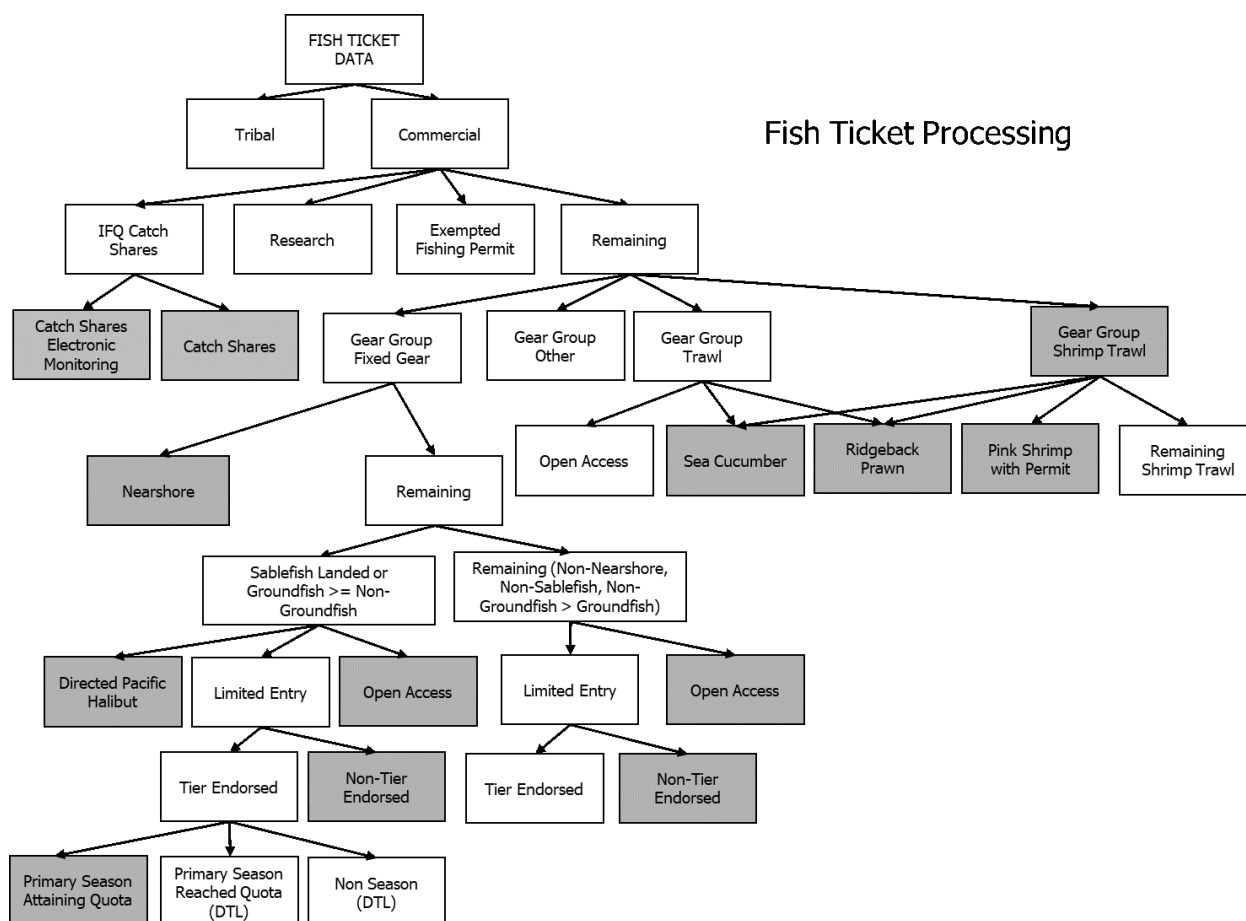 FISH TICKET
DATA
Fish Ticket Processing
Tribal
Commercial
IFQ Catch
Shares
Research
Exempted
Fishing Permit
Remaining
Catch Shares
Electronic
Monitoring
Catch Shares
Gear Group
Fixed Gear
Gear Group
Other
Gear Group
Trawl
Gear Group
Shrimp Trawl
Nearshore
Remaining
Open Access
Sea Cucumber
Ridgeback
Prawn
Pink Shrimp
with Permit
Remaining
Shrimp Trawl
Sablefish Landed or
Groundfish >= Non-
Groundfish
Remaining (Non-Nearshore,
Non-Sablefish, Non-
Groundfish > Groundfish)
Directed Pacific
Halibut
Limited Entry
Open Access
Limited Entry
Open Access
Tier Endorsed
Non-Tier
Endorsed
Tier Endorsed
Non-Tier
Endorsed
Primary Season
Attaining Quota
Primary Season
Reached Quota
(DTL)
Non Season
(DTL)